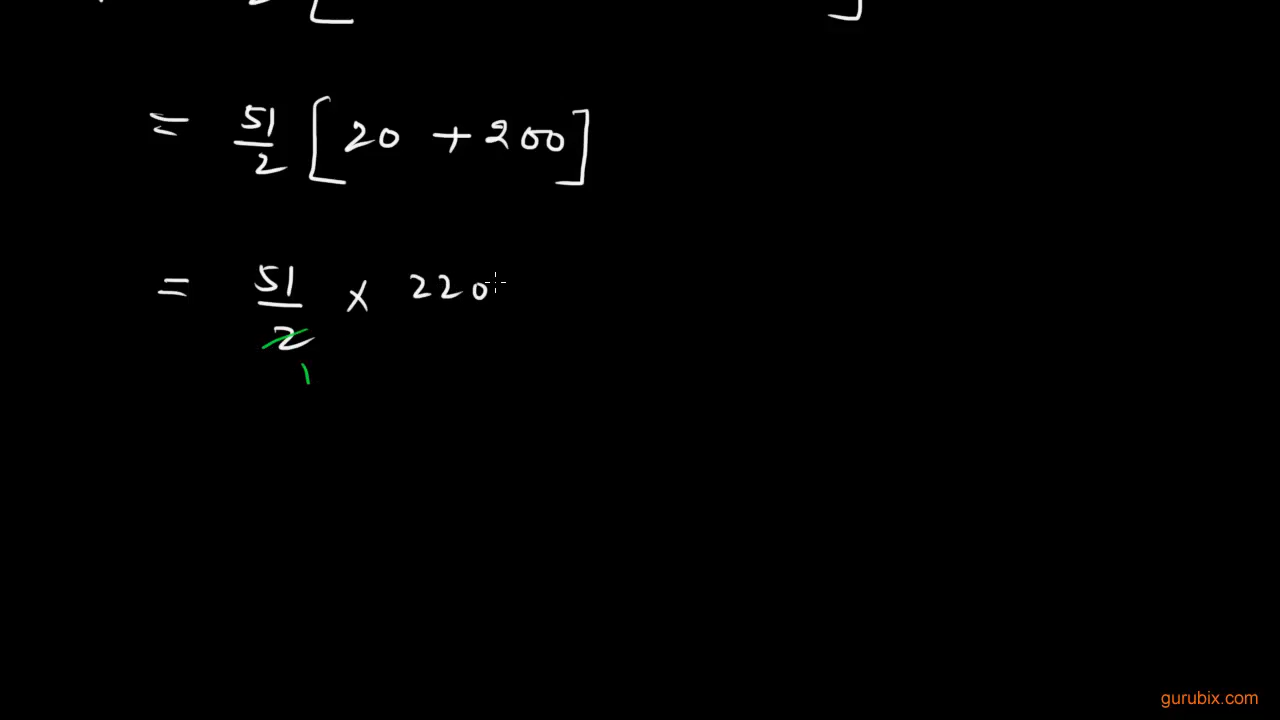 = 51/2 [20 + 200]
= 51/2 × 220
1
gurubix.com